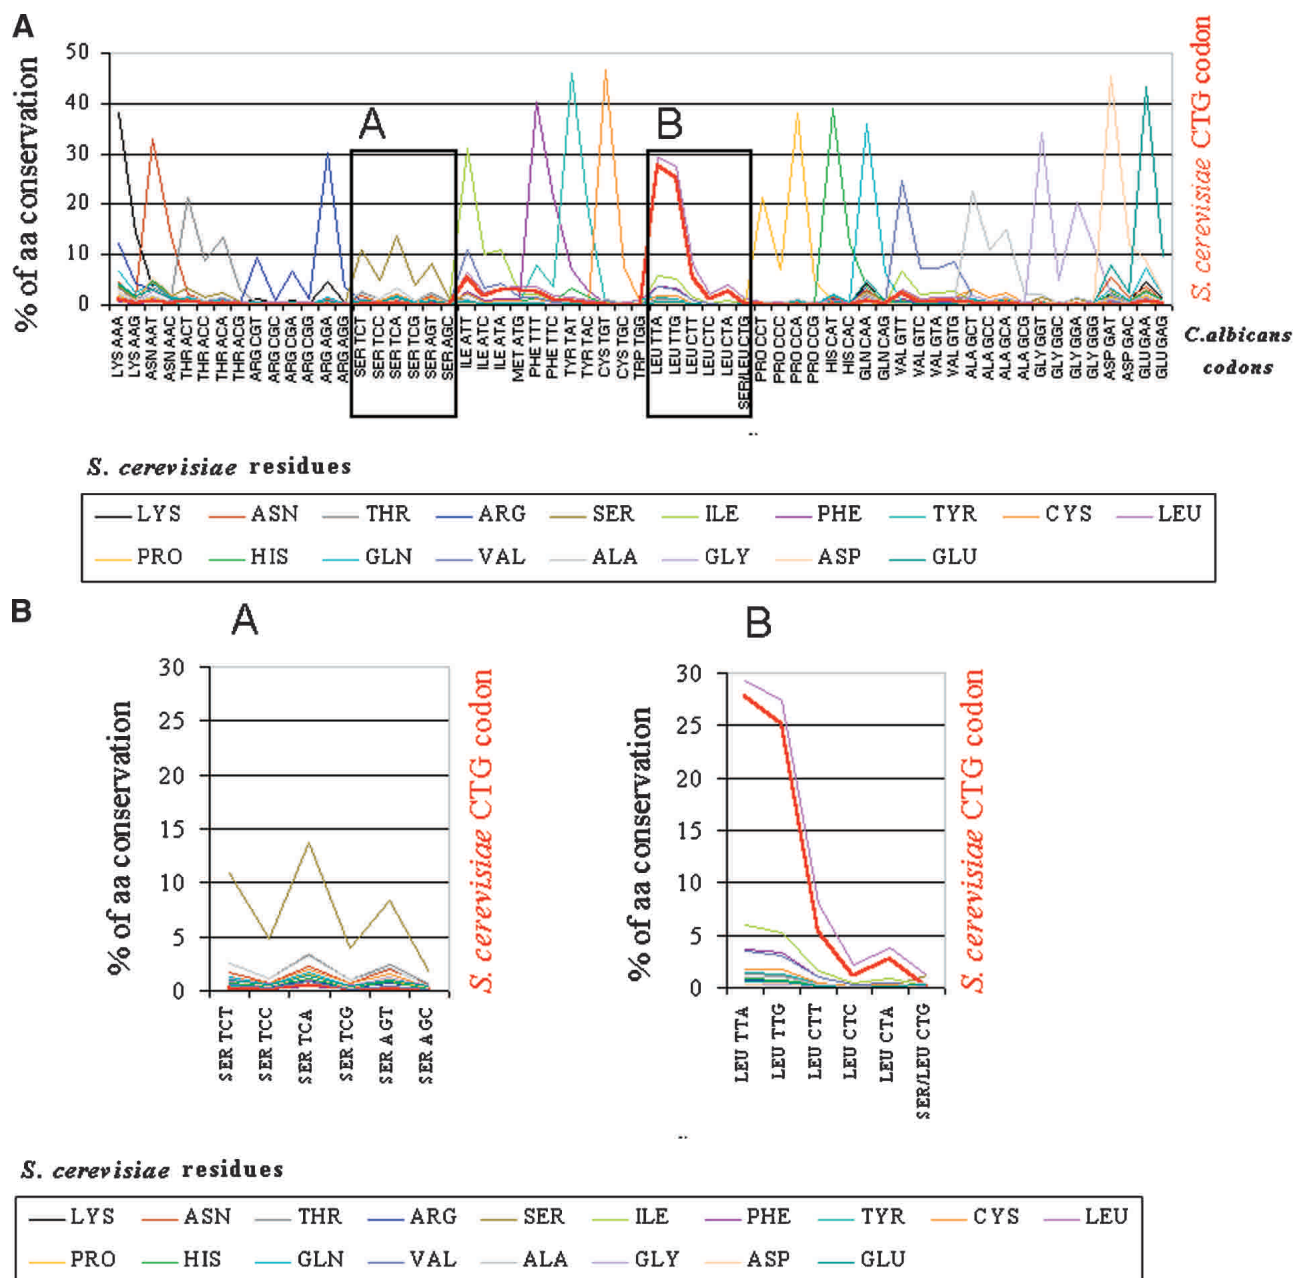 A
% of aa conservation
50
40
30
20
10
0
A
B
S. cerevisiae CTG codon
LYS AAA
LYS AAG
ASN AAT
ASN AAC
THR ACT
THR ACC
THR ACA
THR ACG
ARG CGT
ARG CGC
ARG CGA
ARG CGG
ARG AGA
ARG AGG
SER TCT
SER TCC
SER TCA
SER TCG
SER AGT
SER AGC
ILE ATT
ILE ATC
ILE ATA
MET ATG
PHE TTT
PHE TTC
TYR TAT
TYR TAC
CYS TGT
CYS TGC
TRP TGG
LEU TTA
LEU TTG
LEU CTT
LEU CTC
LEU CTA
SER/LEU CTG
PRO CCT
PRO CCC
PRO CCA
PRO CCG
HIS CAT
HIS CAC
GLN CAA
GLN CAG
VAL GTT
VAL GTC
VAL GTA
VAL GTG
ALA GCT
ALA GCC
ALA GCA
ALA GCG
GLY GGT
GLY GGC
GLY GGA
GLY GGG
ASP GAT
ASP GAC
GLU GAA
GLU GAG
C.albicans
codons
S. cerevisiae residues
LYS ASN THR ARG SER ILE PHE TYR CYS LEU
PRO HIS GLN VAL ALA GLY ASP GLU
B
A
% of aa conservation
30
25
20
15
10
5
0
SER TCT
SER TCC
SER TCA
SER TCG
SER AGT
SER AGC
S. cerevisiae CTG codon
B
% of aa conservation
30
25
20
15
10
5
0
LEU TTA
LEU TTG
LEU CTT
LEU CTC
LEU CTA
SER/LEU CTG
S. cerevisiae CTG codon
S. cerevisiae residues
LYS ASN THR ARG SER ILE PHE TYR CYS LEU
PRO HIS GLN VAL ALA GLY ASP GLU